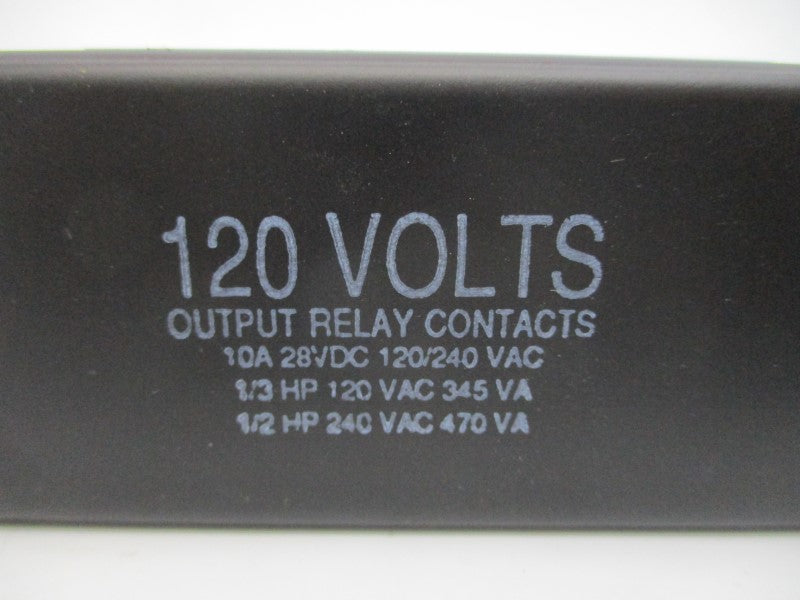 120 VOLTS
OUTPUT RELAY CONTACTS
10A 28VDC 120/240 VAC
1/3 HP 120 VAC 345 VA
1/2 HP 240 VAC 470 VA